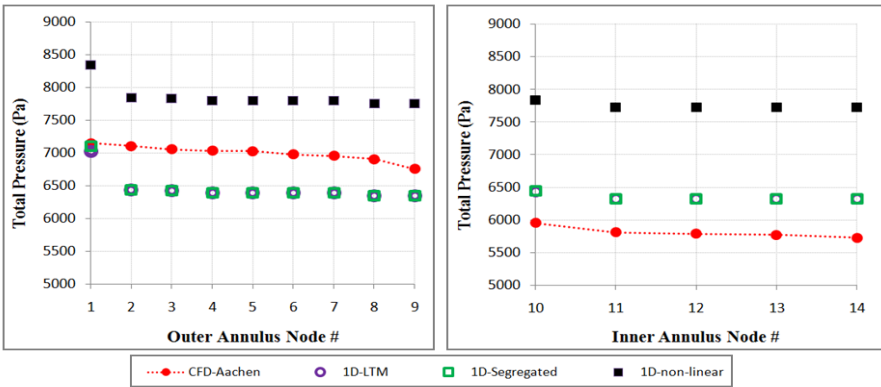 9000
8500
8000
7500
7000
6500
6000
5500
5000
Total Pressure (Pa)
1 2 3 4 5 6 7 8 9
Outer Annulus Node #
9000
8500
8000
7500
7000
6500
6000
5500
5000
Total Pressure (Pa)
10 11 12 13 14
Inner Annulus Node #
CFD-Aachen 1D-LTM 1D-Segregated 1D-non-linear